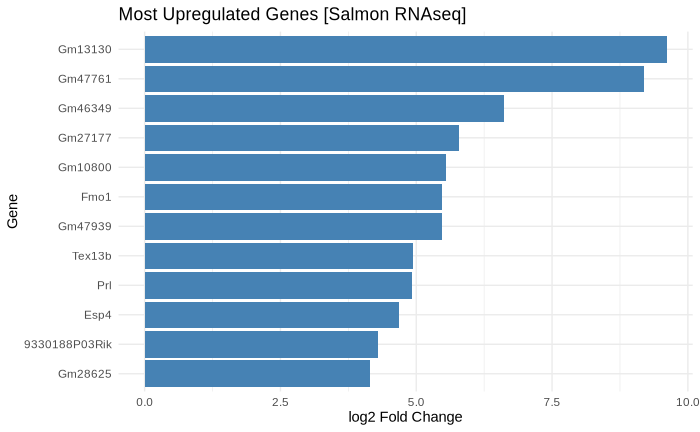 Most Upregulated Genes [Salmon RNAseq]
Gene
Gm13130
Gm47761
Gm46349
Gm27177
Gm10800
Fmo1
Gm47939
Tex13b
Prl
Esp4
9330188P03Rik
Gm28625
0.0 2.5 5.0 7.5 10.0
log2 Fold Change